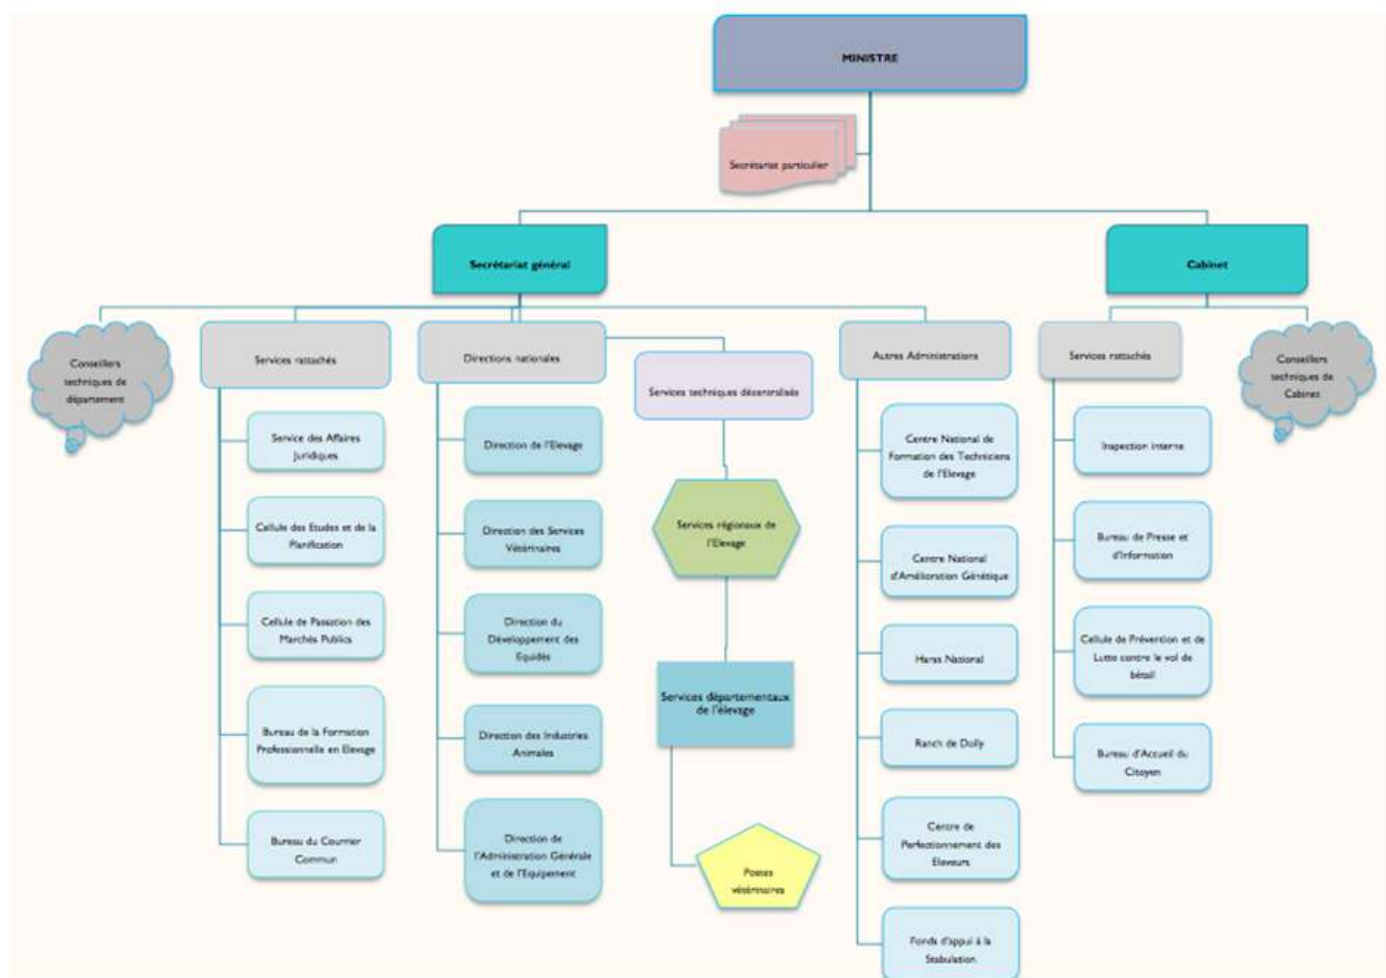 MINISTRE
Secrétariat particulier
Secrétariat général
Cabinet
Conseillers
techniques de
département
Services rattachés
Directions nationales
Services techniques décentralisés
Autres Administrations
Services rattachés
Conseillers
techniques de
Cabinet
Service des Affaires
Juridiques
Cellule des Etudes et de la
Planification
Cellule de Passation des
Marchés Publics
Bureau de la Formation
Professionnelle en Elevage
Bureau du Courrier
Commun
Direction de l'Elevage
Direction des Services
Vétérinaires
Direction du
Développement des
Equidés
Direction des Industries
Animales
Direction de
l'Administration Générale
et de l'Equipement
Services régionaux de
l'Elevage
Services départementaux
de l'élevage
Postes
vétérinaires
Centre National de
Formation des Techniciens
de l'Elevage
Centre National
d'Amélioration Génétique
Haras National
Ranch de Dolly
Centre de
Perfectionnement des
Eleveurs
Fonds d'appui à la
Stabulation
Inspection interne
Bureau de Presse et
d'Information
Cellule de Prévention et de
Lutte contre le vol de
bétail
Bureau d'Accueil du
Citoyen